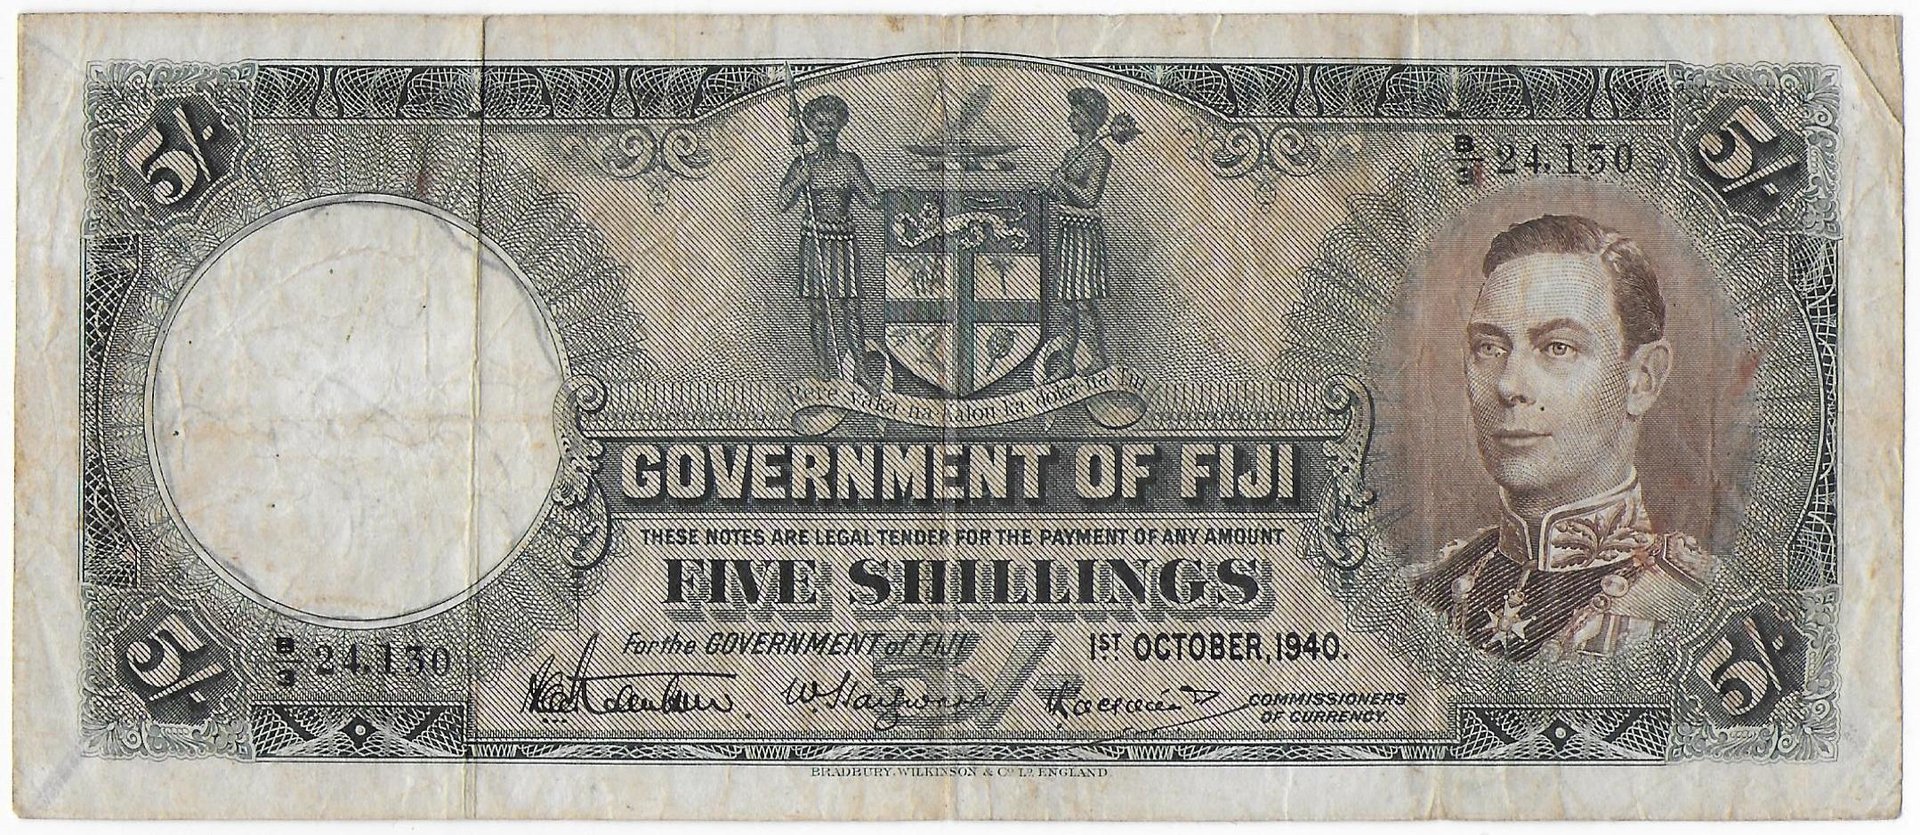 5/-
5/-
B/3 24,130
Rere vaka na Kalou ka doka na Tui
GOVERNMENT OF FIJI
THESE NOTES ARE LEGAL TENDER FOR THE PAYMENT OF ANY AMOUNT
FIVE SHILLINGS
5/-
For the GOVERNMENT of FIJI
1ST OCTOBER, 1940.
B/3 24,130
COMMISSIONERS
OF CURRENCY.
5/-
5/-
BRADBURY, WILKINSON & Co. Ld. ENGLAND